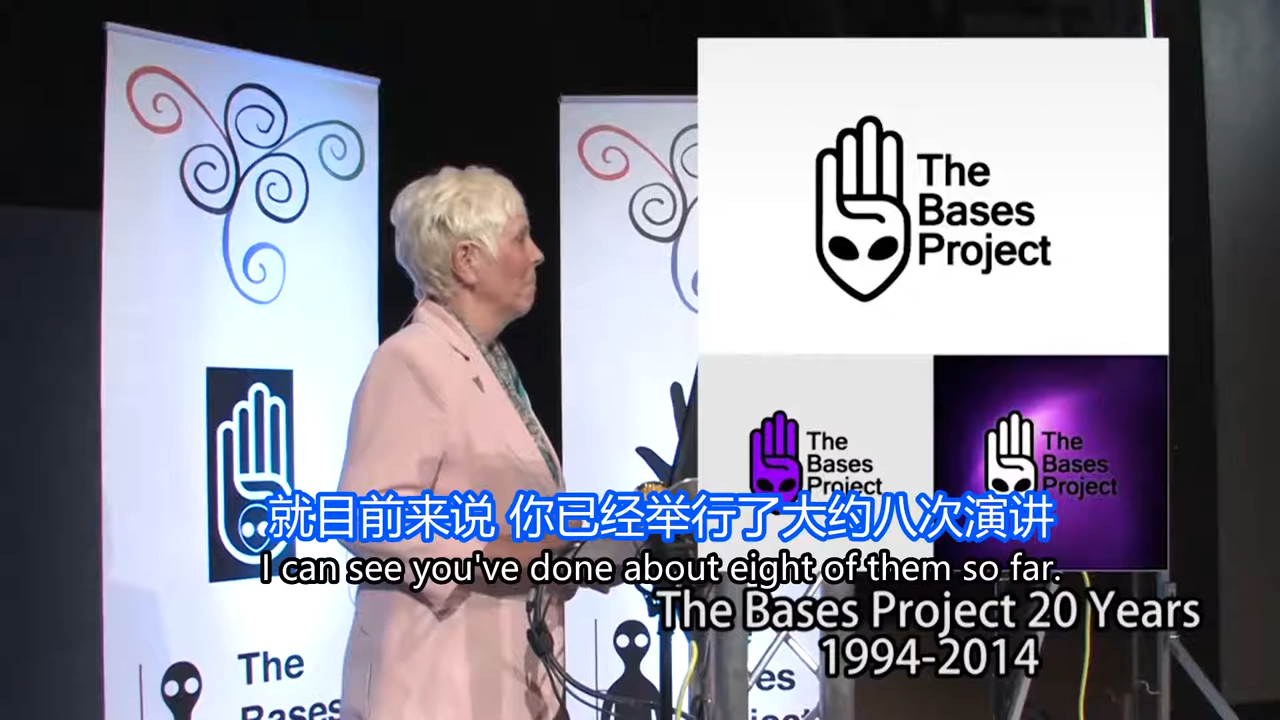 The
Bases
Project
The
Bases
Project
The
Bases
Project
就目前来说 你已经举行了大约八次演讲
I can see you've done about eight of them so far.
The Bases Project 20 Years
1994-2014
The
Bases